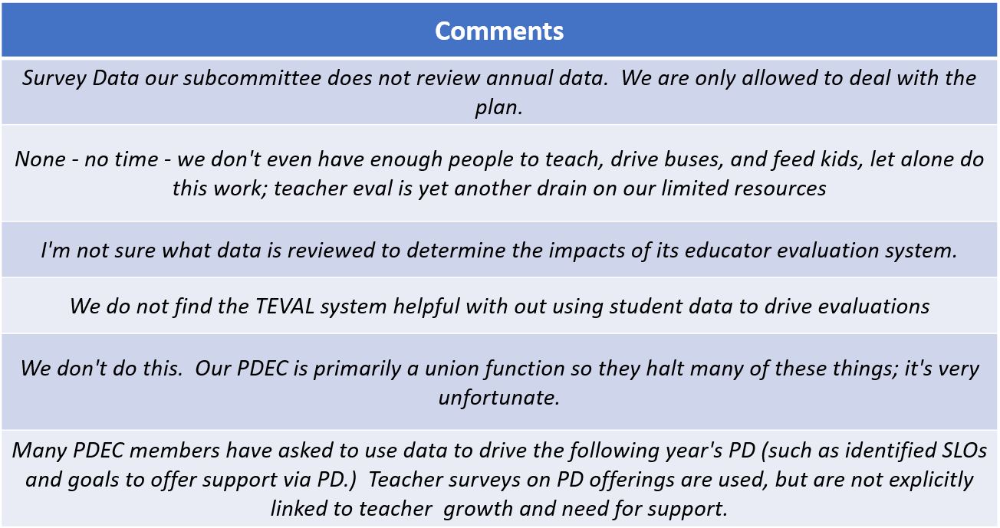 Comments
Survey Data our subcommittee does not review annual data.  We are only allowed to deal with the
plan.
None - no time - we don't even have enough people to teach, drive buses, and feed kids, let alone do
this work; teacher eval is yet another drain on our limited resources
I'm not sure what data is reviewed to determine the impacts of its educator evaluation system.
We do not find the TEVAL system helpful with out using student data to drive evaluations
We don't do this.  Our PDEC is primarily a union function so they halt many of these things; it's very
unfortunate.
Many PDEC members have asked to use data to drive the following year's PD (such as identified SLOs
and goals to offer support via PD.)  Teacher surveys on PD offerings are used, but are not explicitly
linked to teacher  growth and need for support.